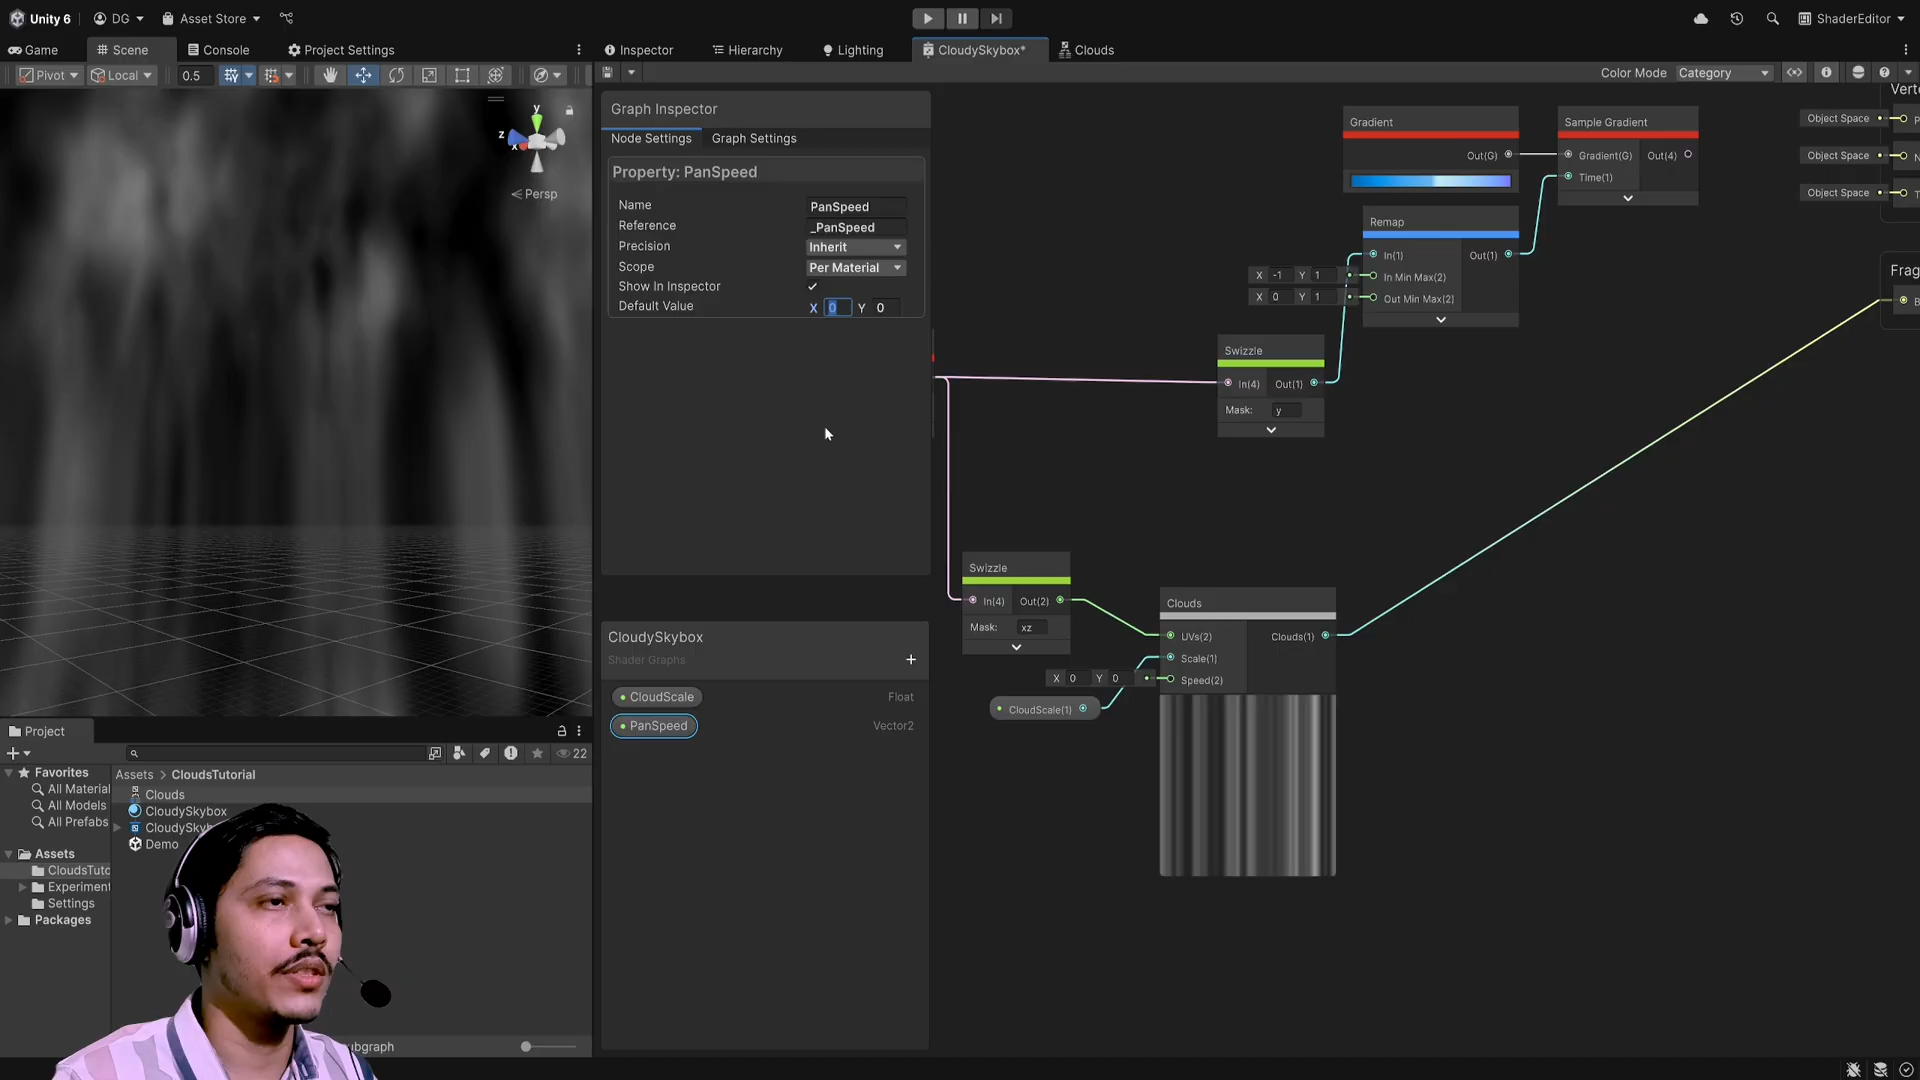 Unity 6
DG
Asset Store
ShaderEditor
Game
Scene
Console
Project Settings
Inspector
Hierarchy
Lighting
CloudySkybox*
Clouds
Pivot
Local
0.5
Color Mode
Category
y
z
x
Persp
Graph Inspector
Node Settings
Graph Settings
Property: PanSpeed
Name
PanSpeed
Reference
_PanSpeed
Precision
Inherit
Scope
Per Material
Show In Inspector
Default Value
X 0 Y 0
CloudySkybox
Shader Graphs
CloudScale
Float
PanSpeed
Vector2
Gradient
Out(G)
Sample Gradient
Gradient(G)
Out(4)
Time(1)
Remap
In(1)
Out(1)
X -1 Y 1
In Min Max(2)
X 0 Y 1
Out Min Max(2)
Swizzle
In(4)
Out(1)
Mask:
y
Swizzle
In(4)
Out(2)
Mask:
xz
Clouds
UVs(2)
Clouds(1)
Scale(1)
X 0 Y 0
Speed(2)
CloudScale(1)
Object Space
Object Space
Object Space
Project
22
Favorites
All Material
All Models
All Prefabs
Assets
CloudsTuto
Experiment
Settings
Packages
Assets > CloudsTutorial
Clouds
CloudySkybox
CloudySkyb
Demo
ubgraph